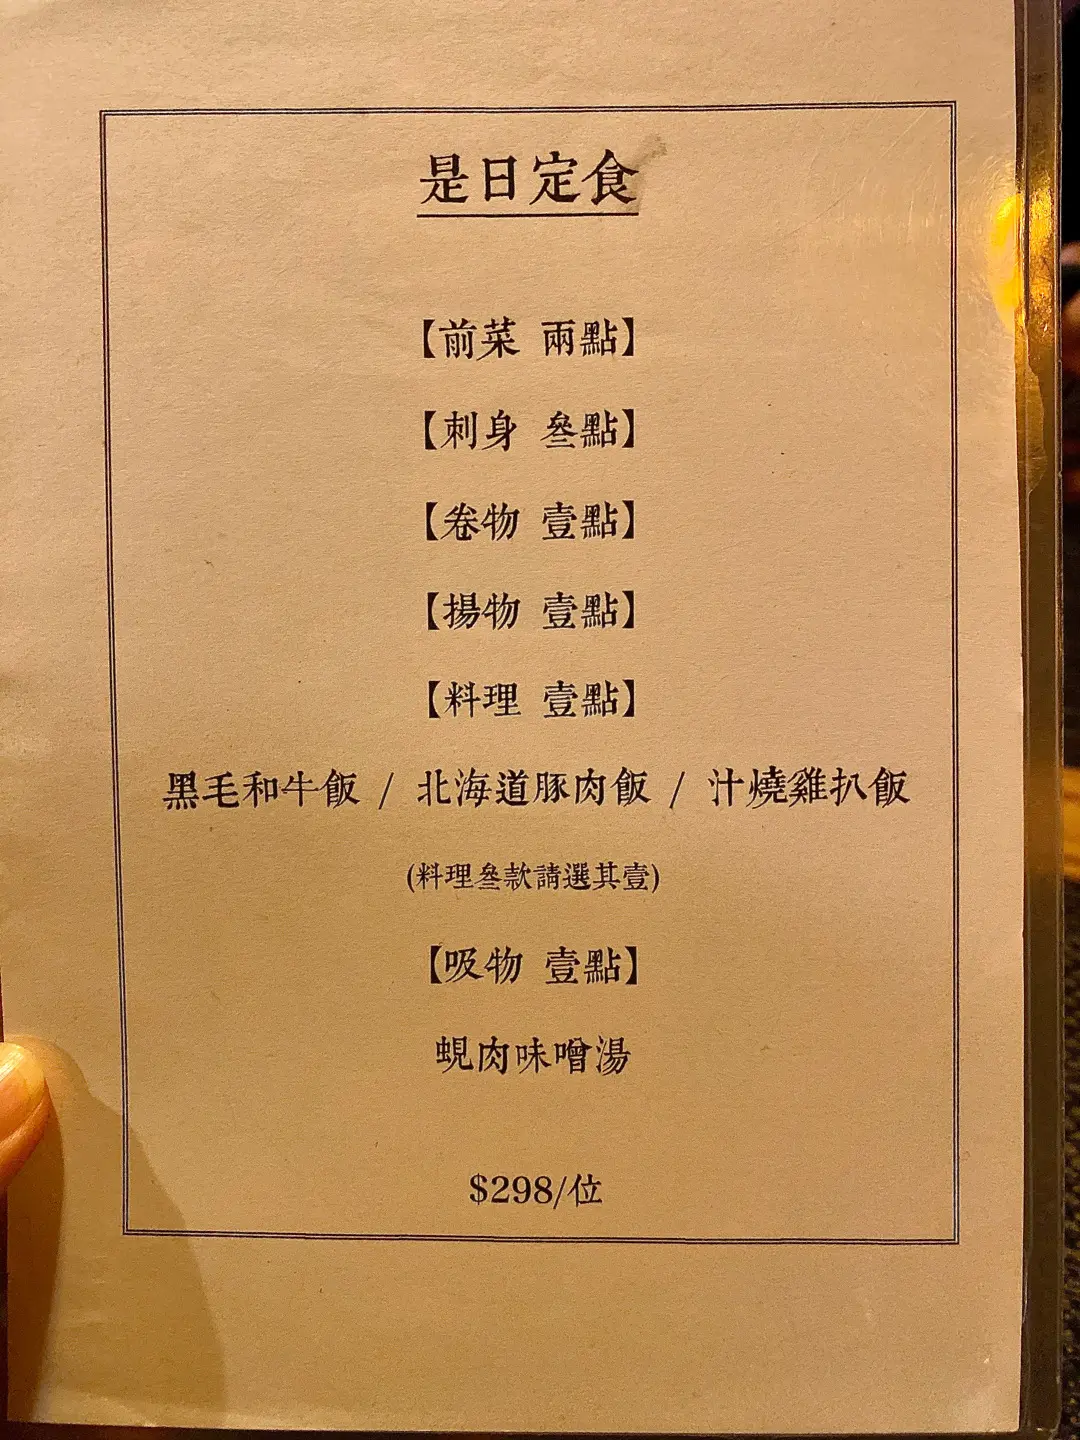 是日定食
【前菜 兩點】
【刺身 叄點】
【卷物 壹點】
【揚物 壹點】
【料理 壹點】
黑毛和牛飯 / 北海道豚肉飯 / 汁燒雞扒飯
(料理叄款請選其壹)
【吸物 壹點】
蜆肉味噌湯
$298/位